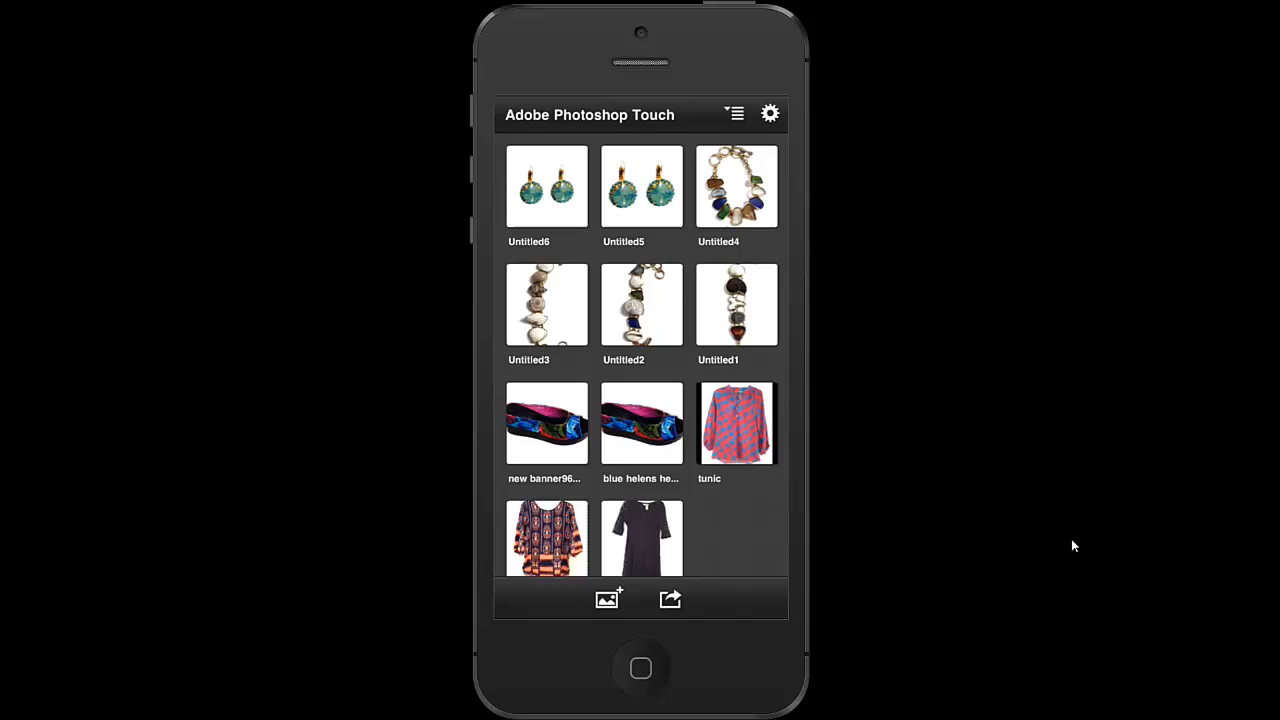 Adobe Photoshop Touch
Untitled6 Untitled5 Untitled4
Untitled3 Untitled2 Untitled1
new banner96... blue helens he... tunic